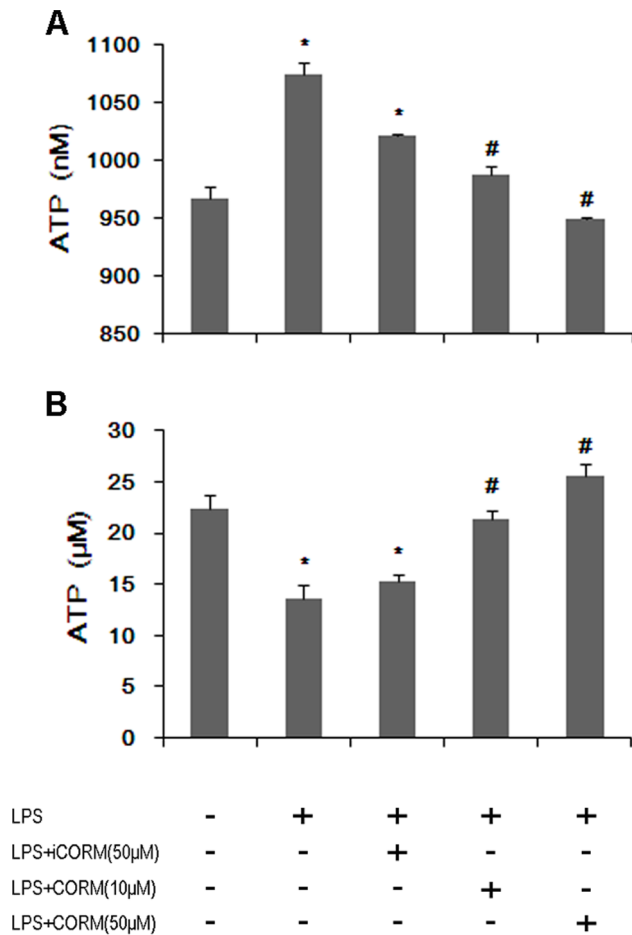 A
ATP (nM)
1100
1050
1000
950
900
850
*
*
#
#
B
ATP (µM)
30
25
20
15
10
5
0
*
*
#
#
LPS - + + + +
LPS+iCORM(50µM) - - + - -
LPS+CORM(10µM) - - - + -
LPS+CORM(50µM) - - - - +